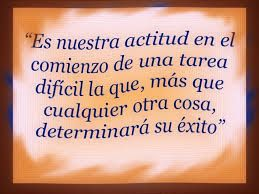 “Es nuestra actitud en el
comienzo de una tarea
difícil la que, más que
cualquier otra cosa,
determinará su éxito”